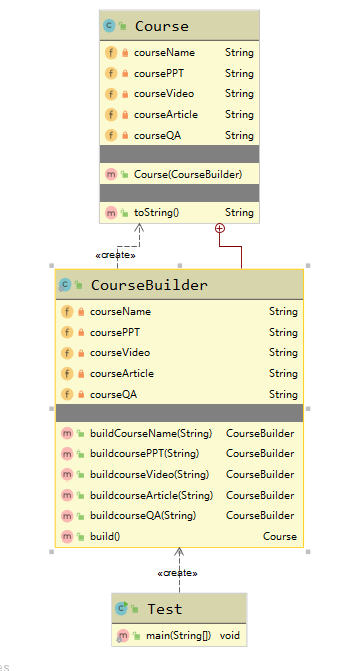 Course
courseName String
coursePPT String
courseVideo String
courseArticle String
courseQA String
Course(CourseBuilder)
toString() String
«create»
CourseBuilder
courseName String
coursePPT String
courseVideo String
courseArticle String
courseQA String
buildCourseName(String) CourseBuilder
buildcoursePPT(String) CourseBuilder
buildcourseVideo(String) CourseBuilder
buildcourseArticle(String) CourseBuilder
buildcourseQA(String) CourseBuilder
build() Course
«create»
Test
main(String[]) void